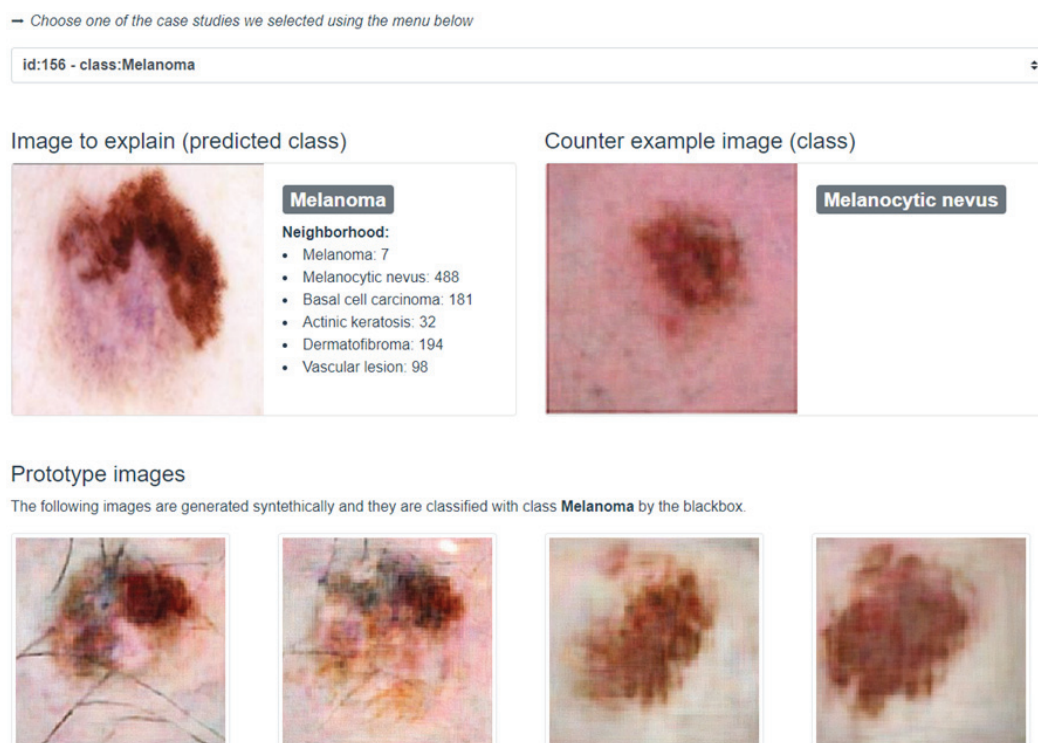 ➞ Choose one of the case studies we selected using the menu below
id:156 - class:Melanoma
Image to explain (predicted class)
Melanoma
Neighborhood:
• Melanoma: 7
• Melanocytic nevus: 488
• Basal cell carcinoma: 181
• Actinic keratosis: 32
• Dermatofibroma: 194
• Vascular lesion: 98
Counter example image (class)
Melanocytic nevus
Prototype images
The following images are generated syntethically and they are classified with class Melanoma by the blackbox.